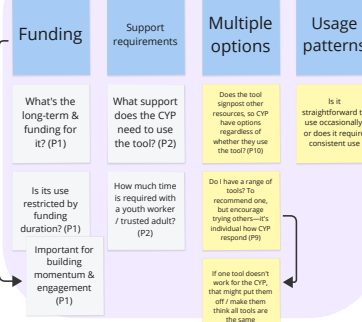 Funding
Support
requirements
Multiple
options
Usage
patterns
What's the
long-term &
funding for
it? (P1)
What support
does the CYP
need to use
the tool? (P2)
Does the tool
signpost other
resources, so CYP
have options
regardless of
whether they use
the tool? (P10)
Is it
straightforward t
use occasionally
or does it require
consistent use
Is its use
restricted by
funding
duration? (P1)
How much time
is required with
a youth worker
/ trusted adult?
(P2)
Do I have a range of
tools? To
recommend one,
but encourage
trying others—it's
individual how CYP
respond (P9)
Important for
building
momentum &
engagement
(P1)
If one tool doesn't
work for the CYP,
that might put them
off / make them
think all tools are
the same